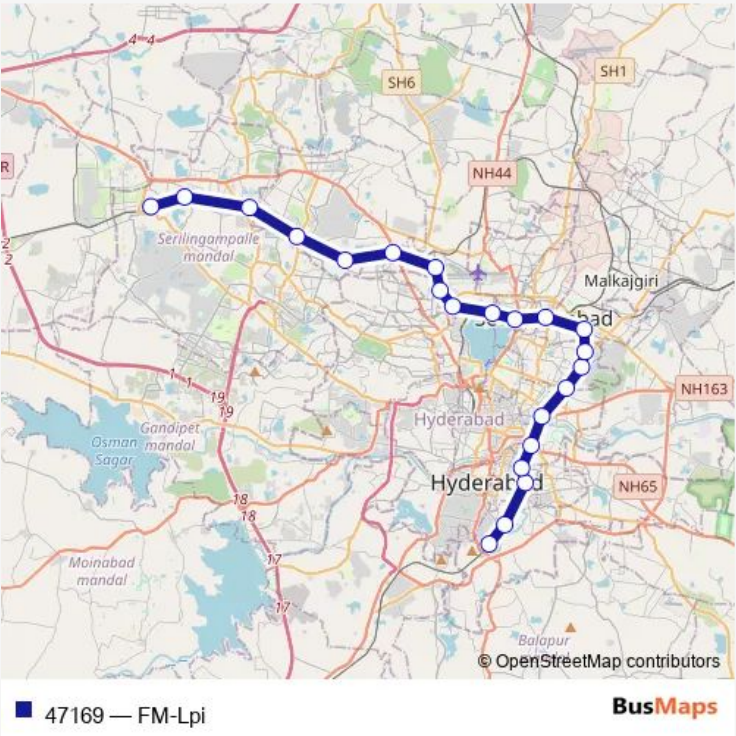 4 4
SH6
SH1
NH44
R
2
2
Serilingampalle
mandal
Malkajgiri
bad
1 1
19
19
NH163
Hyderabad
Gandipet
mandal
Osman
Sagar
Hyderabad
NH65
18
18
17
Moinabad
mandal
17
Balapur
© OpenStreetMap contributors
47169 — FM-Lpi
BusMaps